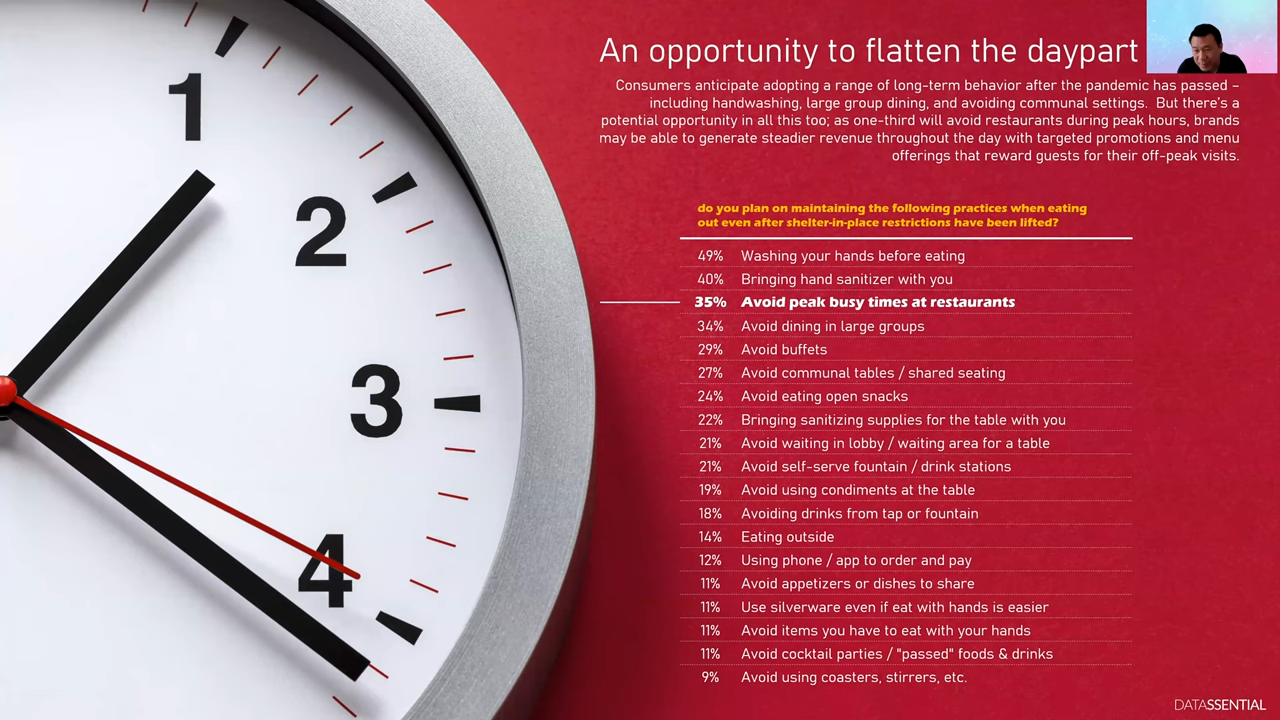 An opportunity to flatten the daypart
Consumers anticipate adopting a range of long-term behavior after the pandemic has passed –
including handwashing, large group dining, and avoiding communal settings. But there's a
potential opportunity in all this too; as one-third will avoid restaurants during peak hours, brands
may be able to generate steadier revenue throughout the day with targeted promotions and menu
offerings that reward guests for their off-peak visits.
do you plan on maintaining the following practices when eating
out even after shelter-in-place restrictions have been lifted?
49% Washing your hands before eating
40% Bringing hand sanitizer with you
35% Avoid peak busy times at restaurants
34% Avoid dining in large groups
29% Avoid buffets
27% Avoid communal tables / shared seating
24% Avoid eating open snacks
22% Bringing sanitizing supplies for the table with you
21% Avoid waiting in lobby / waiting area for a table
21% Avoid self-serve fountain / drink stations
19% Avoid using condiments at the table
18% Avoiding drinks from tap or fountain
14% Eating outside
12% Using phone / app to order and pay
11% Avoid appetizers or dishes to share
11% Use silverware even if eat with hands is easier
11% Avoid items you have to eat with your hands
11% Avoid cocktail parties / "passed" foods & drinks
9% Avoid using coasters, stirrers, etc.
1
2
3
4
DATASSENTIAL